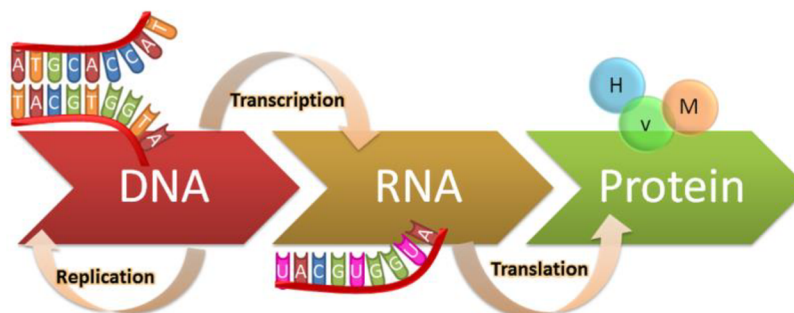 ATGCACCAT
TACGTGGTA
Transcription
H
v
M
DNA
RNA
Protein
Replication
UACGUGGUA
Translation